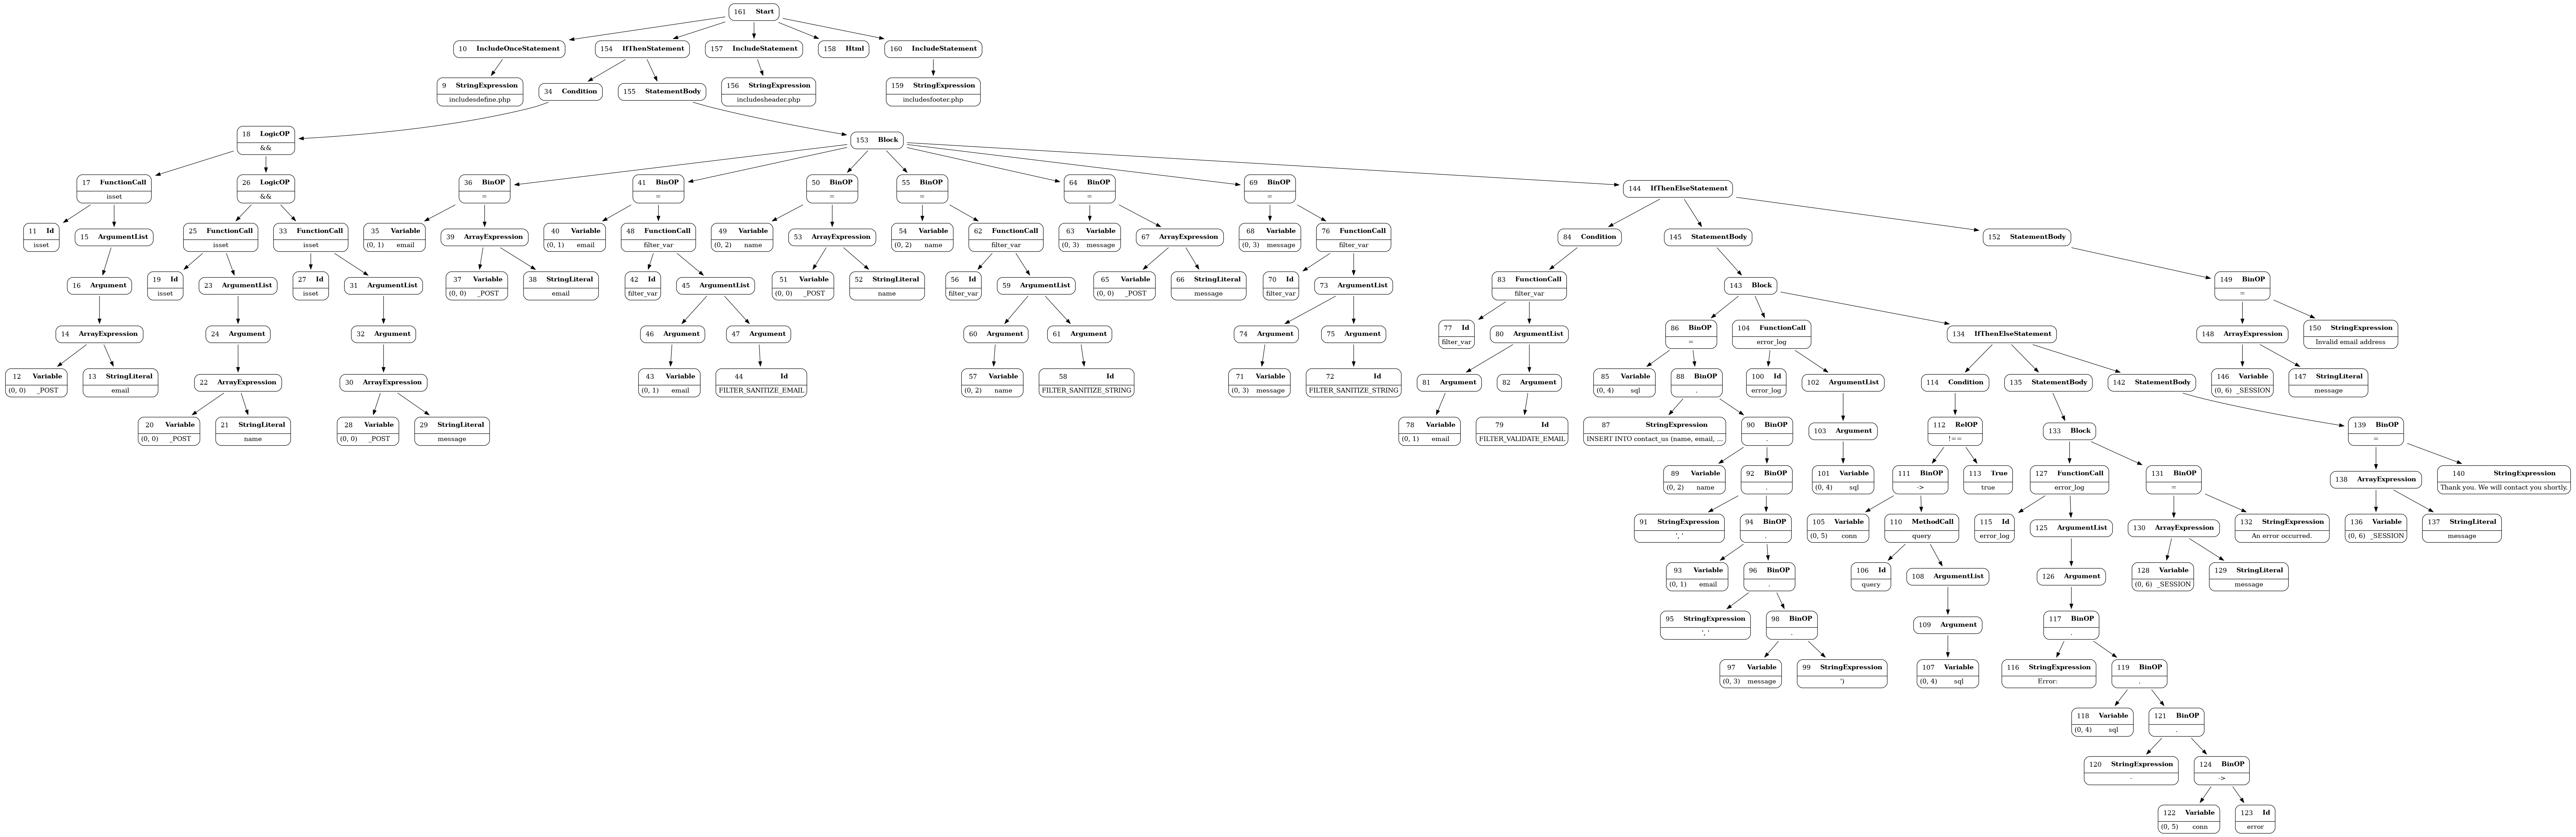 161 Start
10 IncludeOnceStatement
154 IfThenStatement
157 IncludeStatement
158 Html
160 IncludeStatement
9 StringExpression
includesdefine.php
34 Condition
155 StatementBody
156 StringExpression
includesheader.php
159 StringExpression
includesfooter.php
18 LogicOP
&&
153 Block
17 FunctionCall
isset
26 LogicOP
&&
36 BinOP
=
41 BinOP
=
50 BinOP
=
55 BinOP
=
64 BinOP
=
69 BinOP
=
144 IfThenElseStatement
11 Id
isset
15 ArgumentList
25 FunctionCall
isset
33 FunctionCall
isset
35 Variable
(0, 1) email
39 ArrayExpression
40 Variable
(0, 1) email
48 FunctionCall
filter_var
49 Variable
(0, 2) name
53 ArrayExpression
54 Variable
(0, 2) name
62 FunctionCall
filter_var
63 Variable
(0, 3) message
67 ArrayExpression
68 Variable
(0, 3) message
76 FunctionCall
filter_var
84 Condition
145 StatementBody
152 StatementBody
16 Argument
19 Id
isset
23 ArgumentList
27 Id
isset
31 ArgumentList
37 Variable
(0, 0) _POST
38 StringLiteral
email
42 Id
filter_var
45 ArgumentList
51 Variable
(0, 0) _POST
52 StringLiteral
name
56 Id
filter_var
59 ArgumentList
65 Variable
(0, 0) _POST
66 StringLiteral
message
70 Id
filter_var
73 ArgumentList
83 FunctionCall
filter_var
143 Block
149 BinOP
=
14 ArrayExpression
24 Argument
32 Argument
46 Argument
47 Argument
60 Argument
61 Argument
74 Argument
75 Argument
77 Id
filter_var
80 ArgumentList
86 BinOP
=
104 FunctionCall
error_log
134 IfThenElseStatement
148 ArrayExpression
150 StringExpression
Invalid email address
12 Variable
(0, 0) _POST
13 StringLiteral
email
22 ArrayExpression
30 ArrayExpression
43 Variable
(0, 1) email
44 Id
FILTER_SANITIZE_EMAIL
57 Variable
(0, 2) name
58 Id
FILTER_SANITIZE_STRING
71 Variable
(0, 3) message
72 Id
FILTER_SANITIZE_STRING
81 Argument
82 Argument
85 Variable
(0, 4) sql
88 BinOP
.
100 Id
error_log
102 ArgumentList
114 Condition
135 StatementBody
142 StatementBody
146 Variable
(0, 6) _SESSION
147 StringLiteral
message
20 Variable
(0, 0) _POST
21 StringLiteral
name
28 Variable
(0, 0) _POST
29 StringLiteral
message
78 Variable
(0, 1) email
79 Id
FILTER_VALIDATE_EMAIL
87 StringExpression
INSERT INTO contact_us (name, email, ...
90 BinOP
.
103 Argument
112 RelOP
!==
133 Block
139 BinOP
=
89 Variable
(0, 2) name
92 BinOP
.
101 Variable
(0, 4) sql
111 BinOP
->
113 True
true
127 FunctionCall
error_log
131 BinOP
=
138 ArrayExpression
140 StringExpression
Thank you. We will contact you shortly.
91 StringExpression
', '
94 BinOP
.
105 Variable
(0, 5) conn
110 MethodCall
query
115 Id
error_log
125 ArgumentList
130 ArrayExpression
132 StringExpression
An error occurred.
136 Variable
(0, 6) _SESSION
137 StringLiteral
message
93 Variable
(0, 1) email
96 BinOP
.
106 Id
query
108 ArgumentList
126 Argument
128 Variable
(0, 6) _SESSION
129 StringLiteral
message
95 StringExpression
', '
98 BinOP
.
109 Argument
117 BinOP
.
97 Variable
(0, 3) message
99 StringExpression
')
107 Variable
(0, 4) sql
116 StringExpression
Error:
119 BinOP
.
118 Variable
(0, 4) sql
121 BinOP
.
120 StringExpression
-
124 BinOP
->
122 Variable
(0, 5) conn
123 Id
error